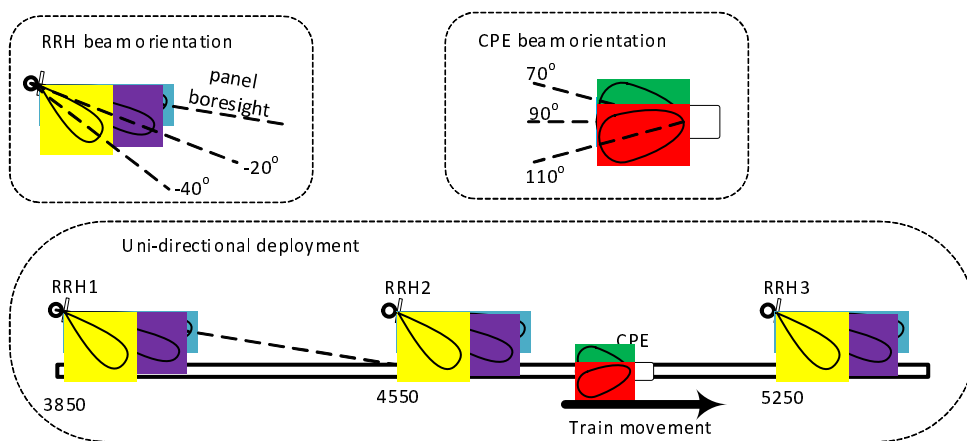 RRH beam orientation
panel
boresight
-20°
-40°
CPE beam orientation
70°
90°
110°
Uni-directional deployment
RRH1
RRH2
RRH3
CPE
3850
4550
5250
Train movement